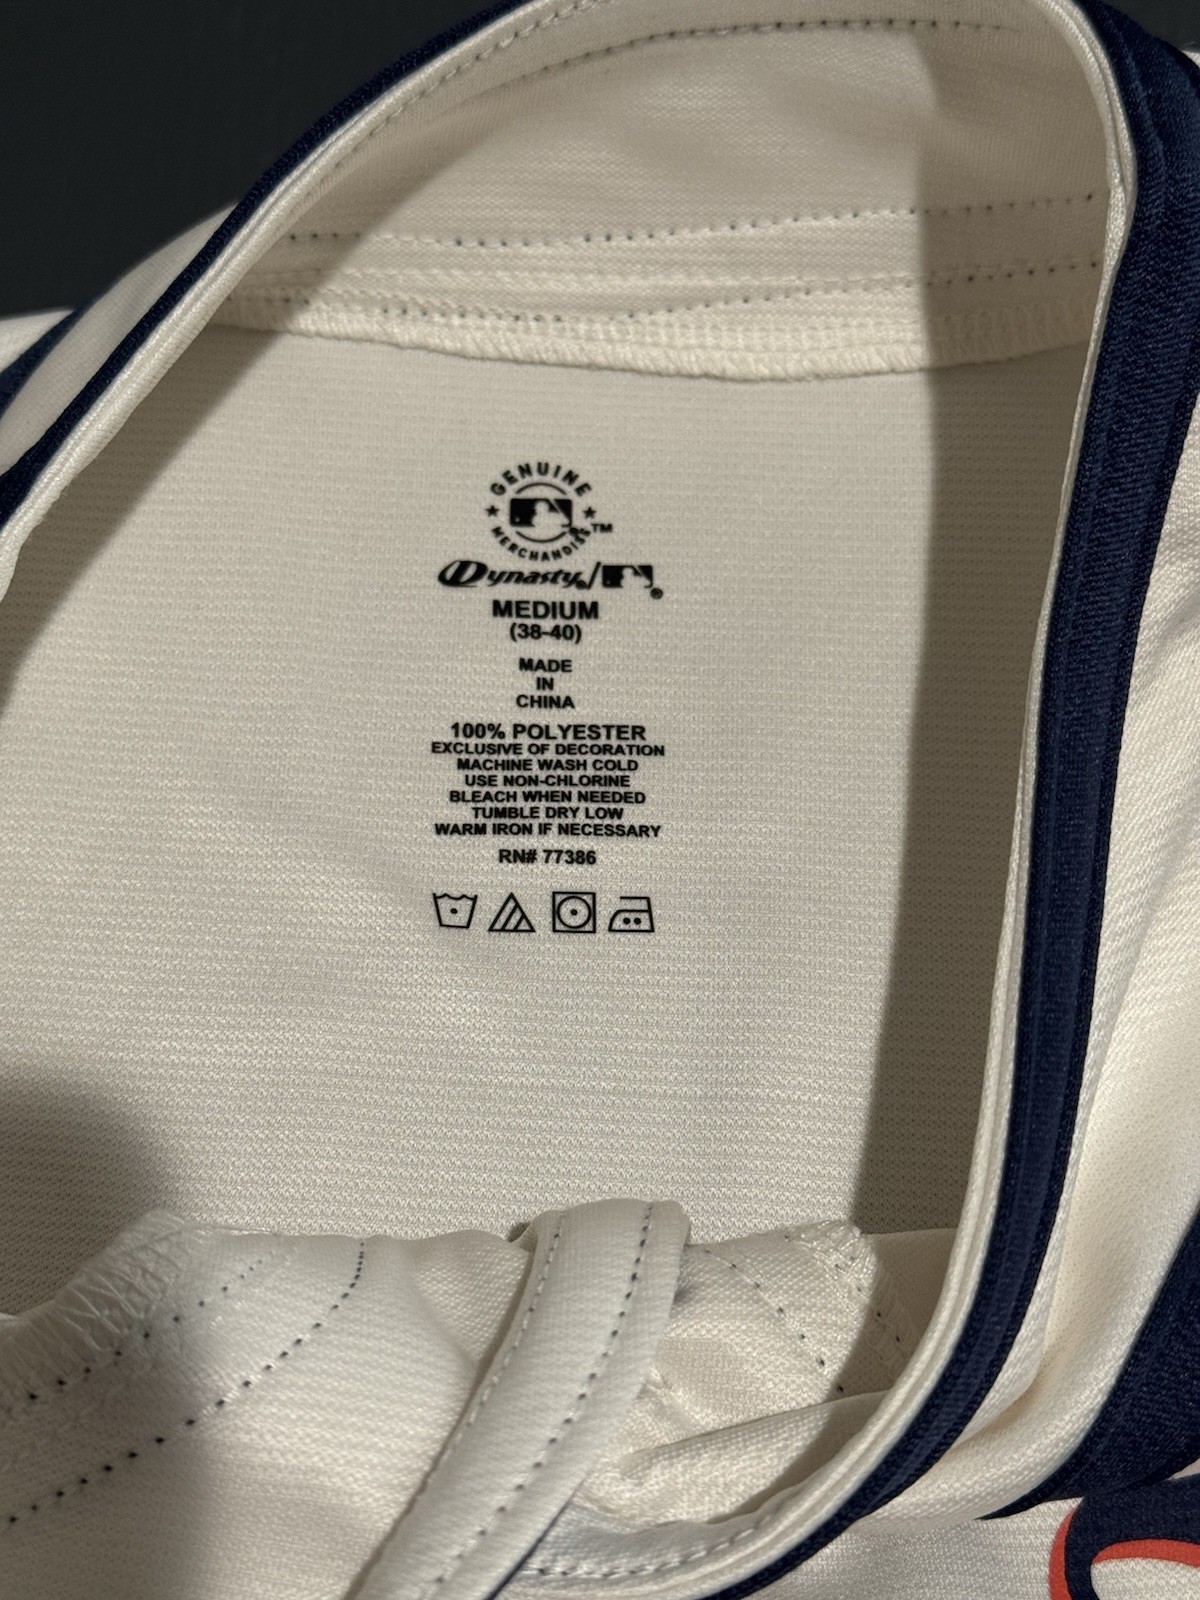 GENUINE
MERCHANDISE™
Dynasty®/®
MEDIUM
(38-40)
MADE
IN
CHINA
100% POLYESTER
EXCLUSIVE OF DECORATION
MACHINE WASH COLD
USE NON-CHLORINE
BLEACH WHEN NEEDED
TUMBLE DRY LOW
WARM IRON IF NECESSARY
RN# 77386